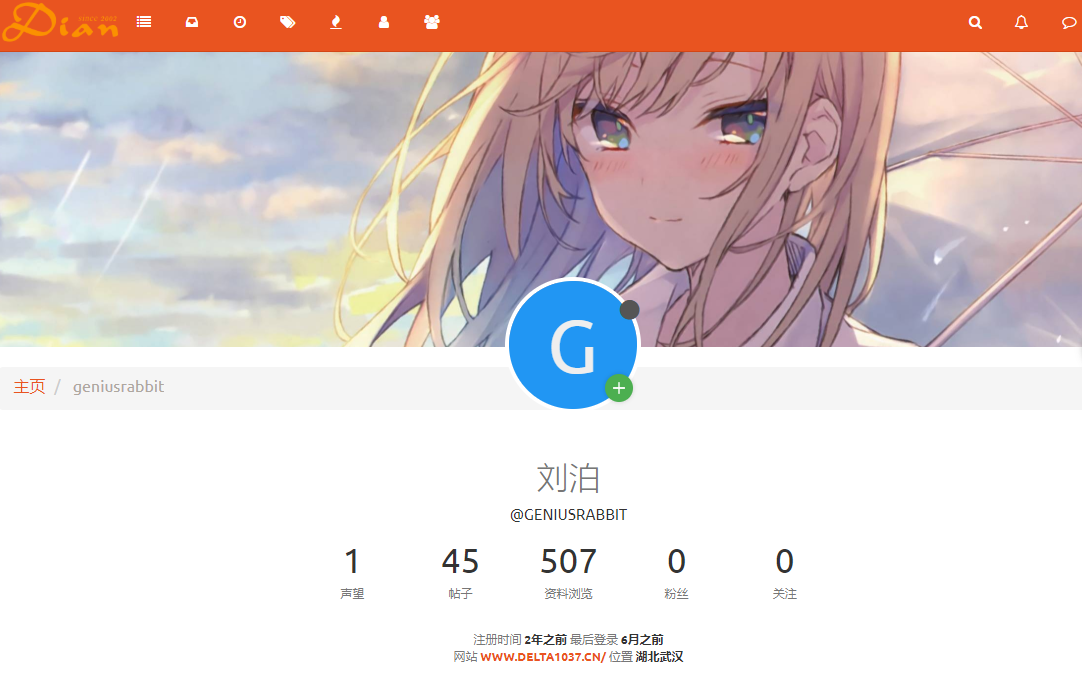 Dian
SINCE 2002
主页 / geniusrabbit
G
刘泊
@GENIUSRABBIT
1 45 507 0 0
声望 帖子 资料浏览 粉丝 关注
注册时间 2年之前 最后登录 6月之前
网站 WWW.DELTA1037.CN/ 位置 湖北武汉